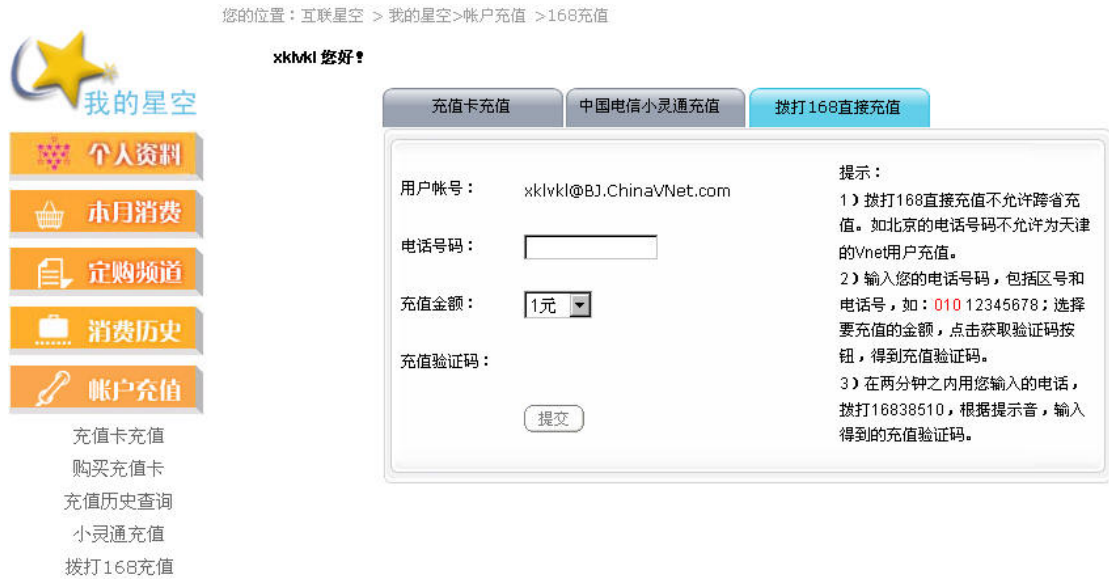 您的位置：互联星空 > 我的星空>帐户充值 >168充值
xklvkl 您好！
我的星空
个人资料
本月消费
定购频道
消费历史
帐户充值
充值卡充值
购买充值卡
充值历史查询
小灵通充值
拨打168充值
充值卡充值
中国电信小灵通充值
拨打168直接充值
用户帐号： xklvkl@BJ.ChinaVNet.com
电话号码：
充值金额： 1元
充值验证码：
提交
提示：
1）拨打168直接充值不允许跨省充
值。如北京的电话号码不允许为天津
的Vnet用户充值。
2）输入您的电话号码，包括区号和
电话号，如：010 12345678；选择
要充值的金额，点击获取验证码按
钮，得到充值验证码。
3）在两分钟之内用您输入的电话，
拨打16838510，根据提示音，输入
得到的充值验证码。